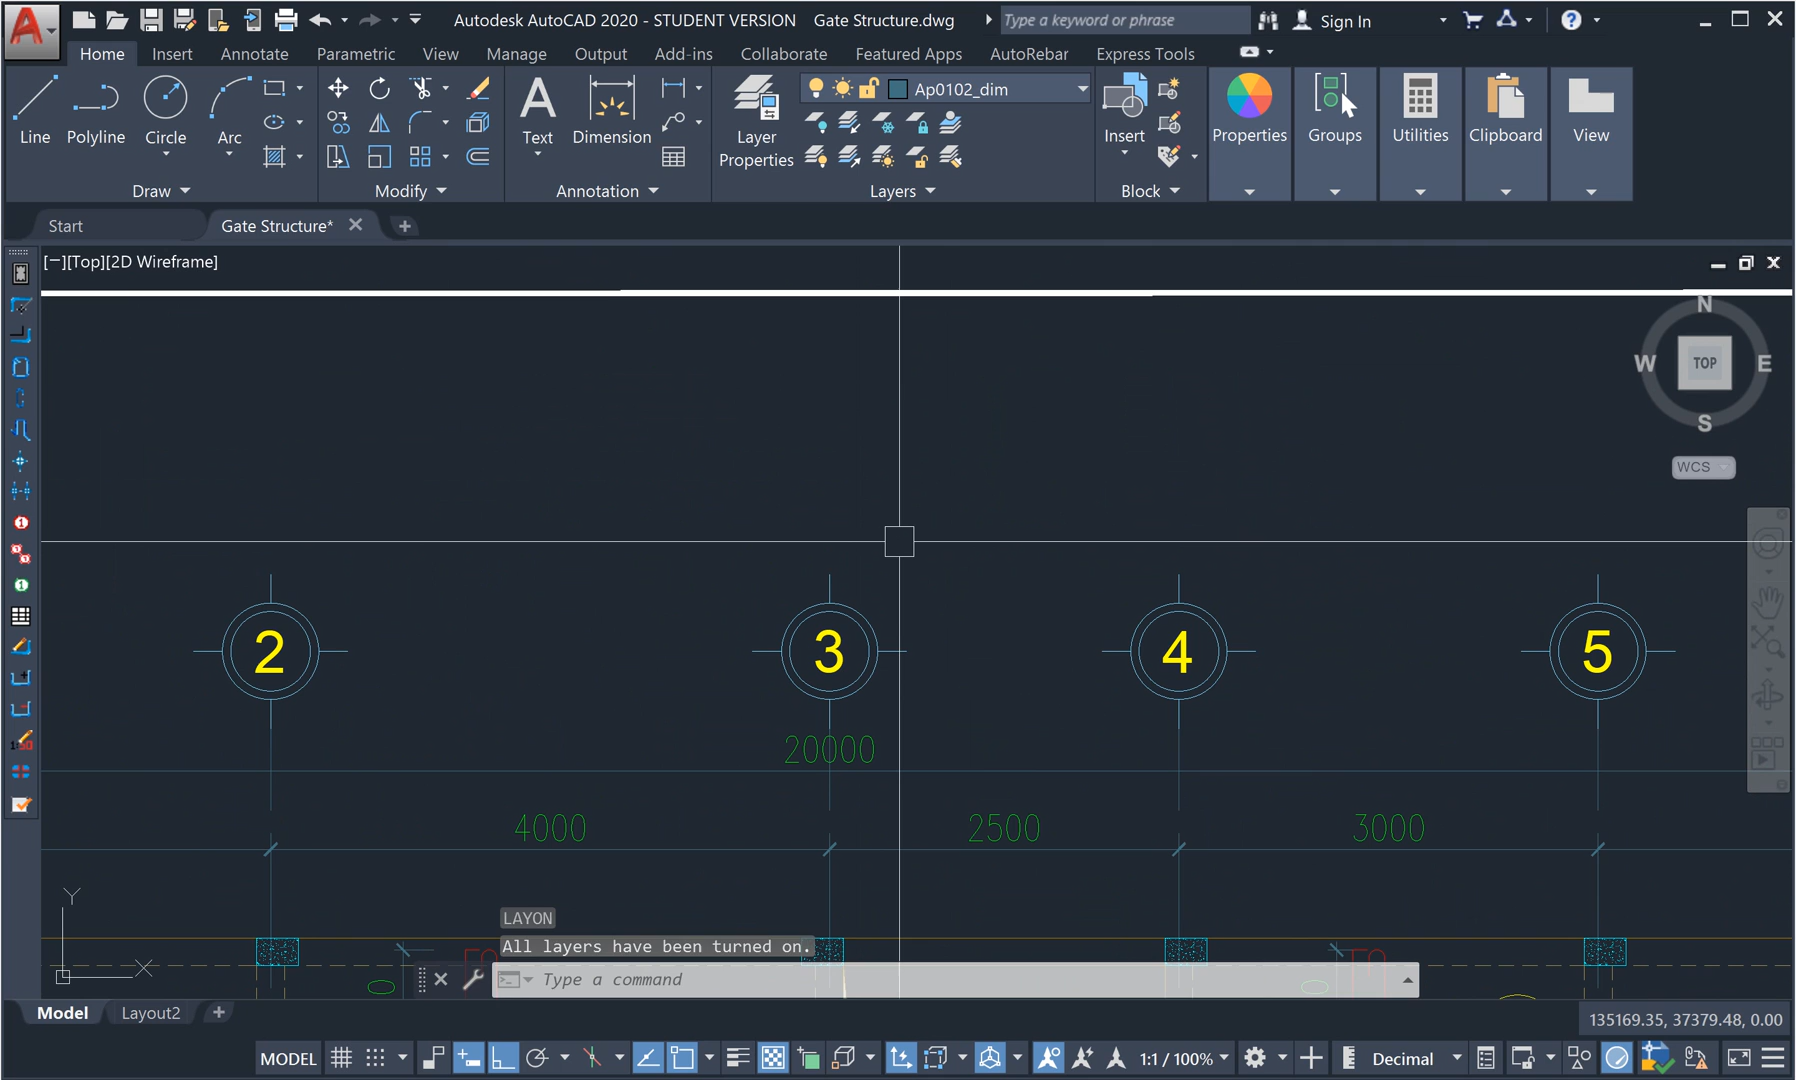 Autodesk AutoCAD 2020 - STUDENT VERSION Gate Structure.dwg Type a keyword or phrase Sign In
Home Insert Annotate Parametric View Manage Output Add-ins Collaborate Featured Apps AutoRebar Express Tools
Ap0102_dim
Line Polyline Circle Arc Text Dimension Layer Properties Insert Properties Groups Utilities Clipboard View
Draw Modify Annotation Layers Block
Start Gate Structure*
[−][Top][2D Wireframe]
N
W TOP E
S
WCS
2 3 4 5
20000
4000 2500 3000
Y
X
LAYON
All layers have been turned on.
Type a command
Model Layout2
135169.35, 37379.48, 0.00
MODEL 1:1 / 100% Decimal